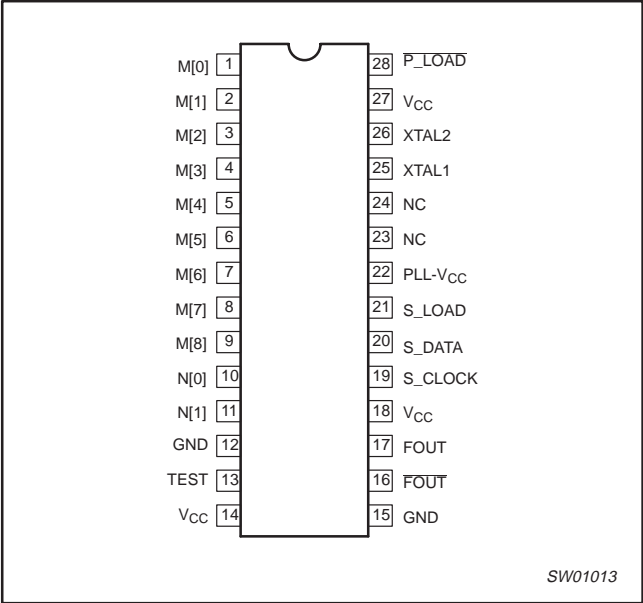 M[0] 1 28 P_LOAD
M[1] 2 27 VCC
M[2] 3 26 XTAL2
M[3] 4 25 XTAL1
M[4] 5 24 NC
M[5] 6 23 NC
M[6] 7 22 PLL-VCC
M[7] 8 21 S_LOAD
M[8] 9 20 S_DATA
N[0] 10 19 S_CLOCK
N[1] 11 18 VCC
GND 12 17 FOUT
TEST 13 16 FOUT
VCC 14 15 GND
SW01013